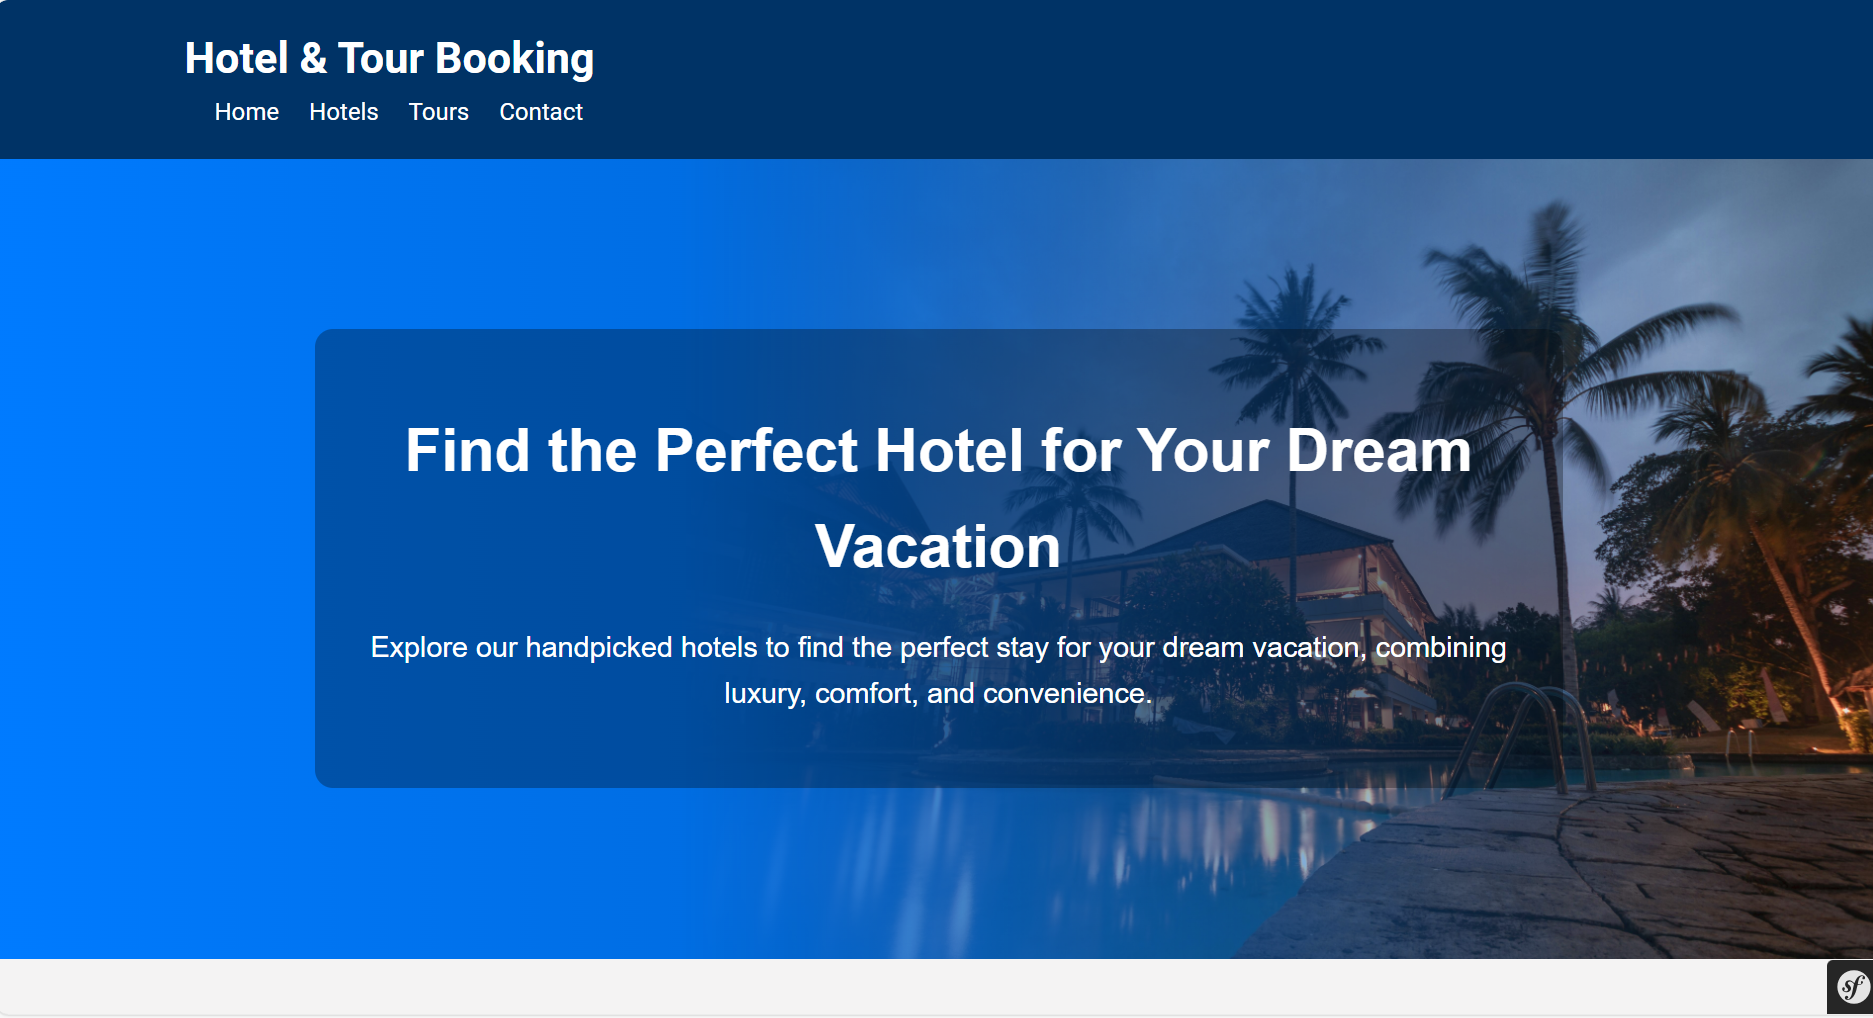 Hotel & Tour Booking
Home Hotels Tours Contact
Find the Perfect Hotel for Your Dream
Vacation
Explore our handpicked hotels to find the perfect stay for your dream vacation, combining
luxury, comfort, and convenience.
sf